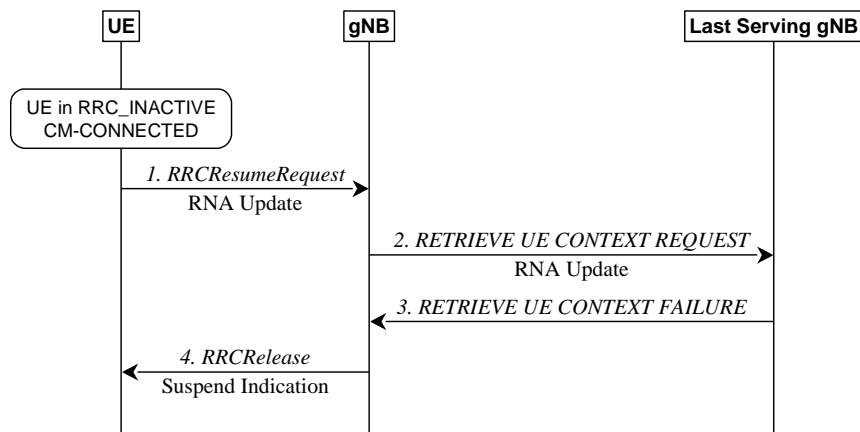 UE
gNB
Last Serving gNB
UE in RRC_INACTIVE
CM-CONNECTED
1. RRCResumeRequest
RNA Update
2. RETRIEVE UE CONTEXT REQUEST
RNA Update
3. RETRIEVE UE CONTEXT FAILURE
4. RRCRelease
Suspend Indication